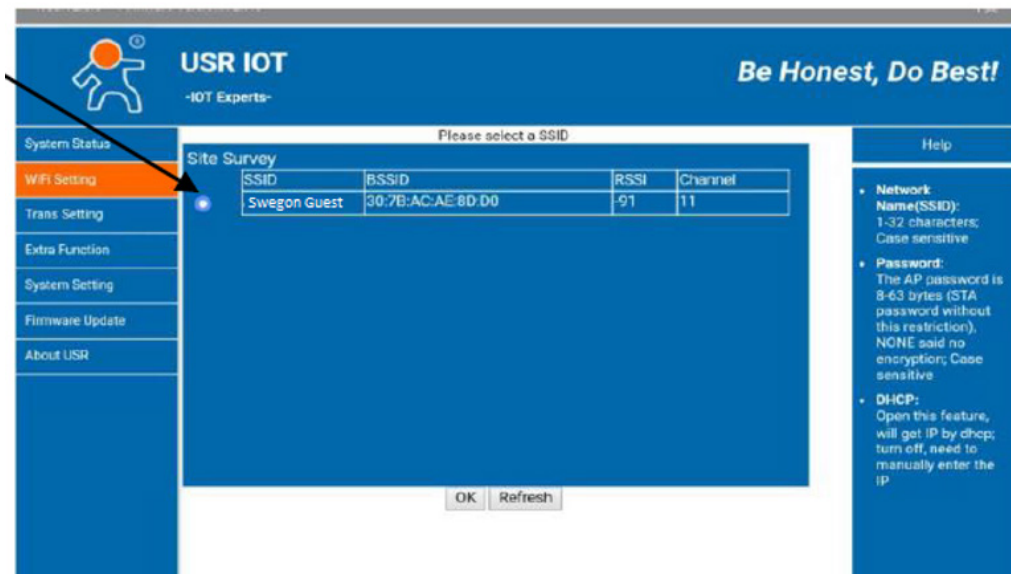 USR IOT
-IOT Experts-
Be Honest, Do Best!
System Status
WiFi Setting
Trans Setting
Extra Function
System Setting
Firmware Update
About USR
Please select a SSID
Site Survey
SSID BSSID RSSI Channel
Swegon Guest 30:7B:AC:AE:8D:D0 -91 11
OK Refresh
Help
• Network
Name(SSID):
1-32 characters;
Case sensitive
• Password:
The AP password is
8-63 bytes (STA
password without
this restriction),
NONE said no
encryption; Case
sensitive
• DHCP:
Open this feature,
will get IP by dhcp;
turn off, need to
manually enter the
IP